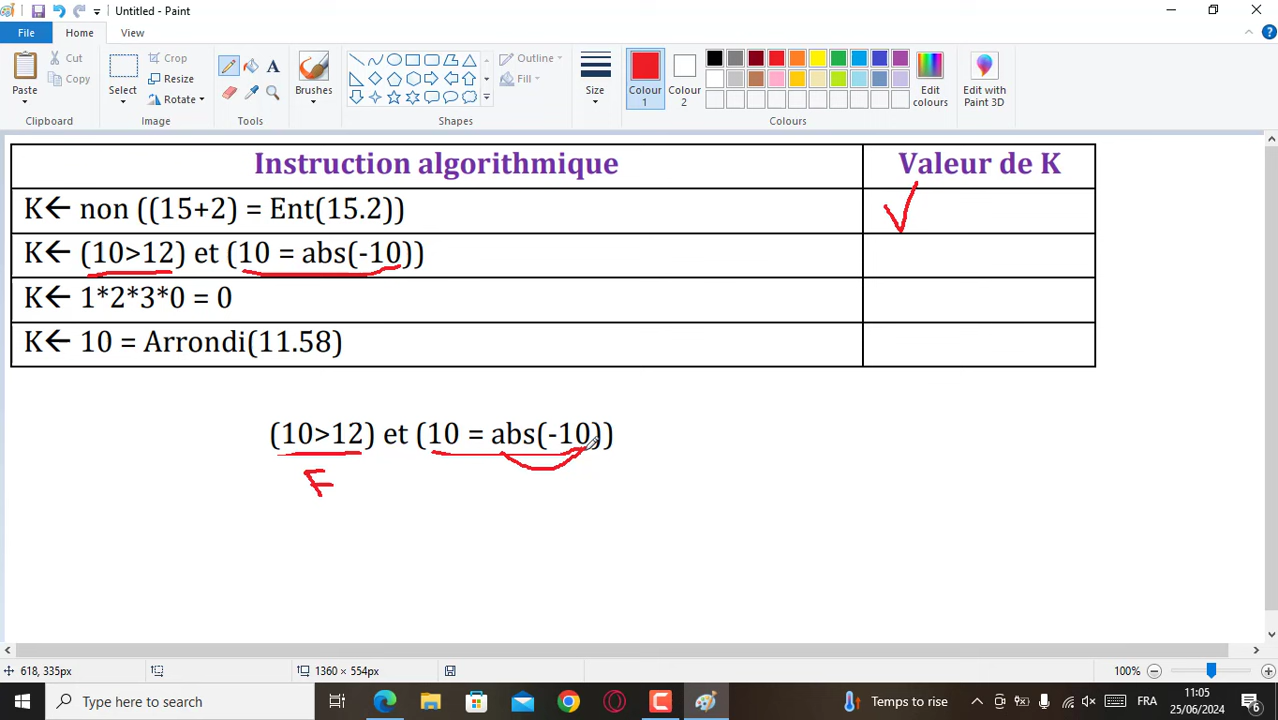 Untitled - Paint
File Home View
Paste
Cut
Copy
Clipboard
Select
Crop
Resize
Rotate
Image
A
Tools
Brushes
Outline
Fill
Shapes
Size
Colour 1
Colour 2
Edit colours
Colours
Edit with Paint 3D
Instruction algorithmique Valeur de K
K← non ((15+2) = Ent(15.2)) V
K← (10>12) et (10 = abs(-10))
K← 1*2*3*0 = 0
K← 10 = Arrondi(11.58)
(10>12) et (10 = abs(-10))
F
618, 335px 1360 × 554px 100%
Type here to search
Temps to rise
FRA
11:05
25/06/2024
6